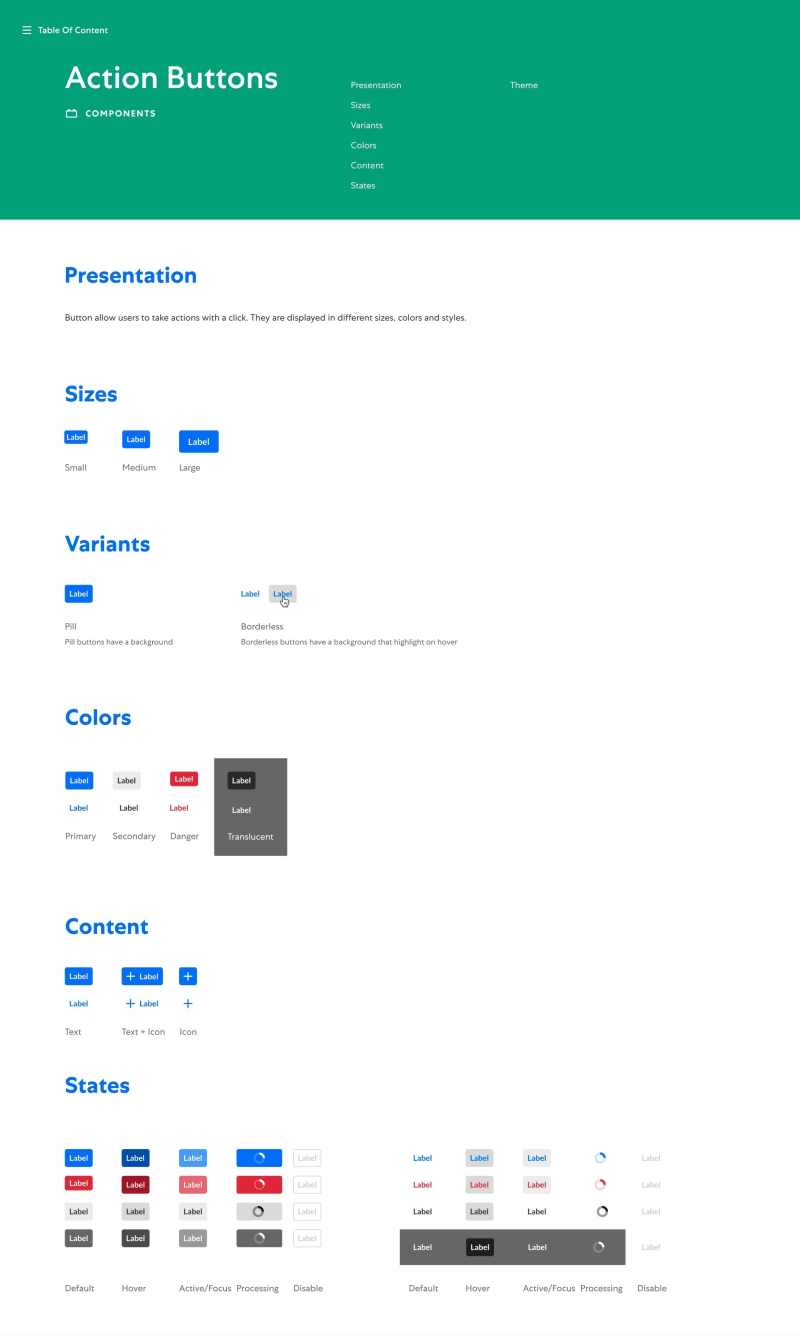 Table Of Content
Action Buttons
COMPONENTS
Presentation
Sizes
Variants
Colors
Content
States
Theme
Presentation
Button allow users to take actions with a click. They are displayed in different sizes, colors and styles.
Sizes
Label Label Label
Small Medium Large
Variants
Label Label Label
Pill Borderless
Pill buttons have a background Borderless buttons have a background that highlight on hover
Colors
Label Label Label Label
Label Label Label Label
Primary Secondary Danger Translucent
Content
Label Label
Label Label
Text Text + Icon Icon
States
Label Label Label Label Label Label Label Label
Label Label Label Label Label Label Label Label
Label Label Label Label Label Label Label Label
Label Label Label Label Label Label Label Label
Default Hover Active/Focus Processing Disable Default Hover Active/Focus Processing Disable